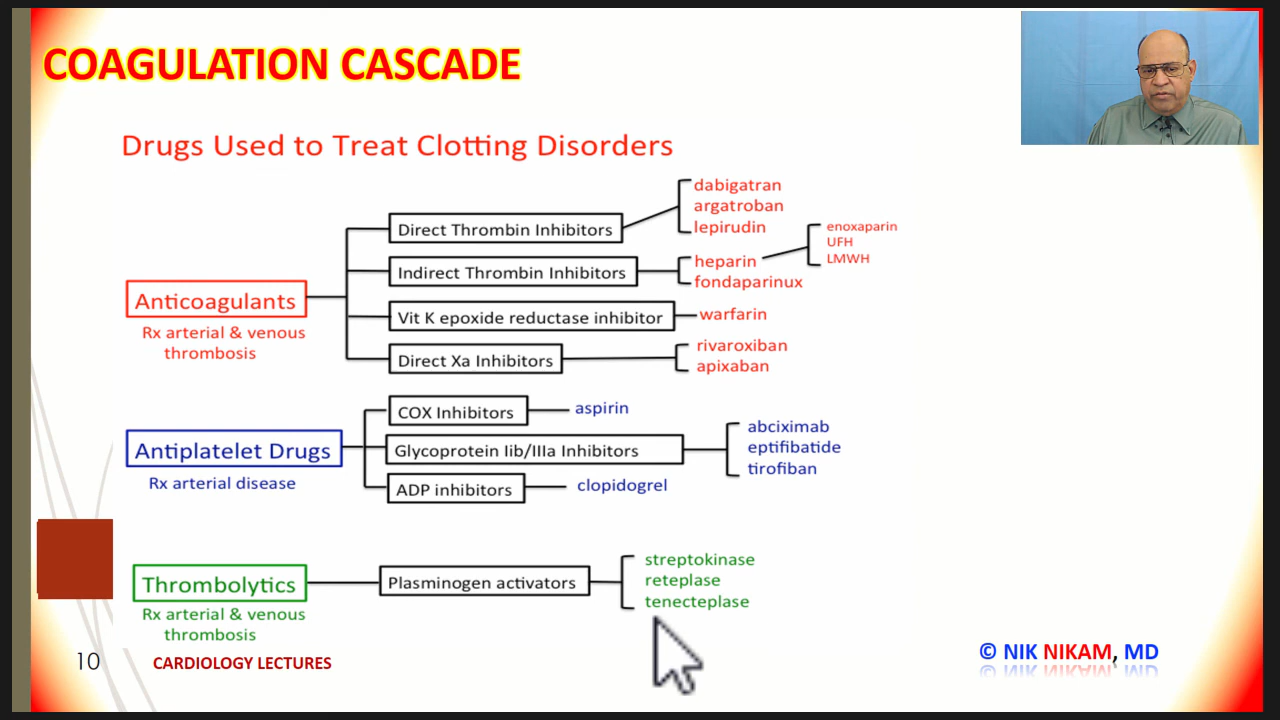 COAGULATION CASCADE
Drugs Used to Treat Clotting Disorders
Anticoagulants
Rx arterial & venous
thrombosis
Direct Thrombin Inhibitors
dabigatran
argatroban
lepirudin
Indirect Thrombin Inhibitors
heparin
fondaparinux
enoxaparin
UFH
LMWH
Vit K epoxide reductase inhibitor
warfarin
Direct Xa Inhibitors
rivaroxiban
apixaban
Antiplatelet Drugs
Rx arterial disease
COX Inhibitors
aspirin
Glycoprotein Iib/IIIa Inhibitors
abciximab
eptifibatide
tirofiban
ADP inhibitors
clopidogrel
Thrombolytics
Rx arterial & venous
thrombosis
Plasminogen activators
streptokinase
reteplase
tenecteplase
10
CARDIOLOGY LECTURES
© NIK NIKAM, MD